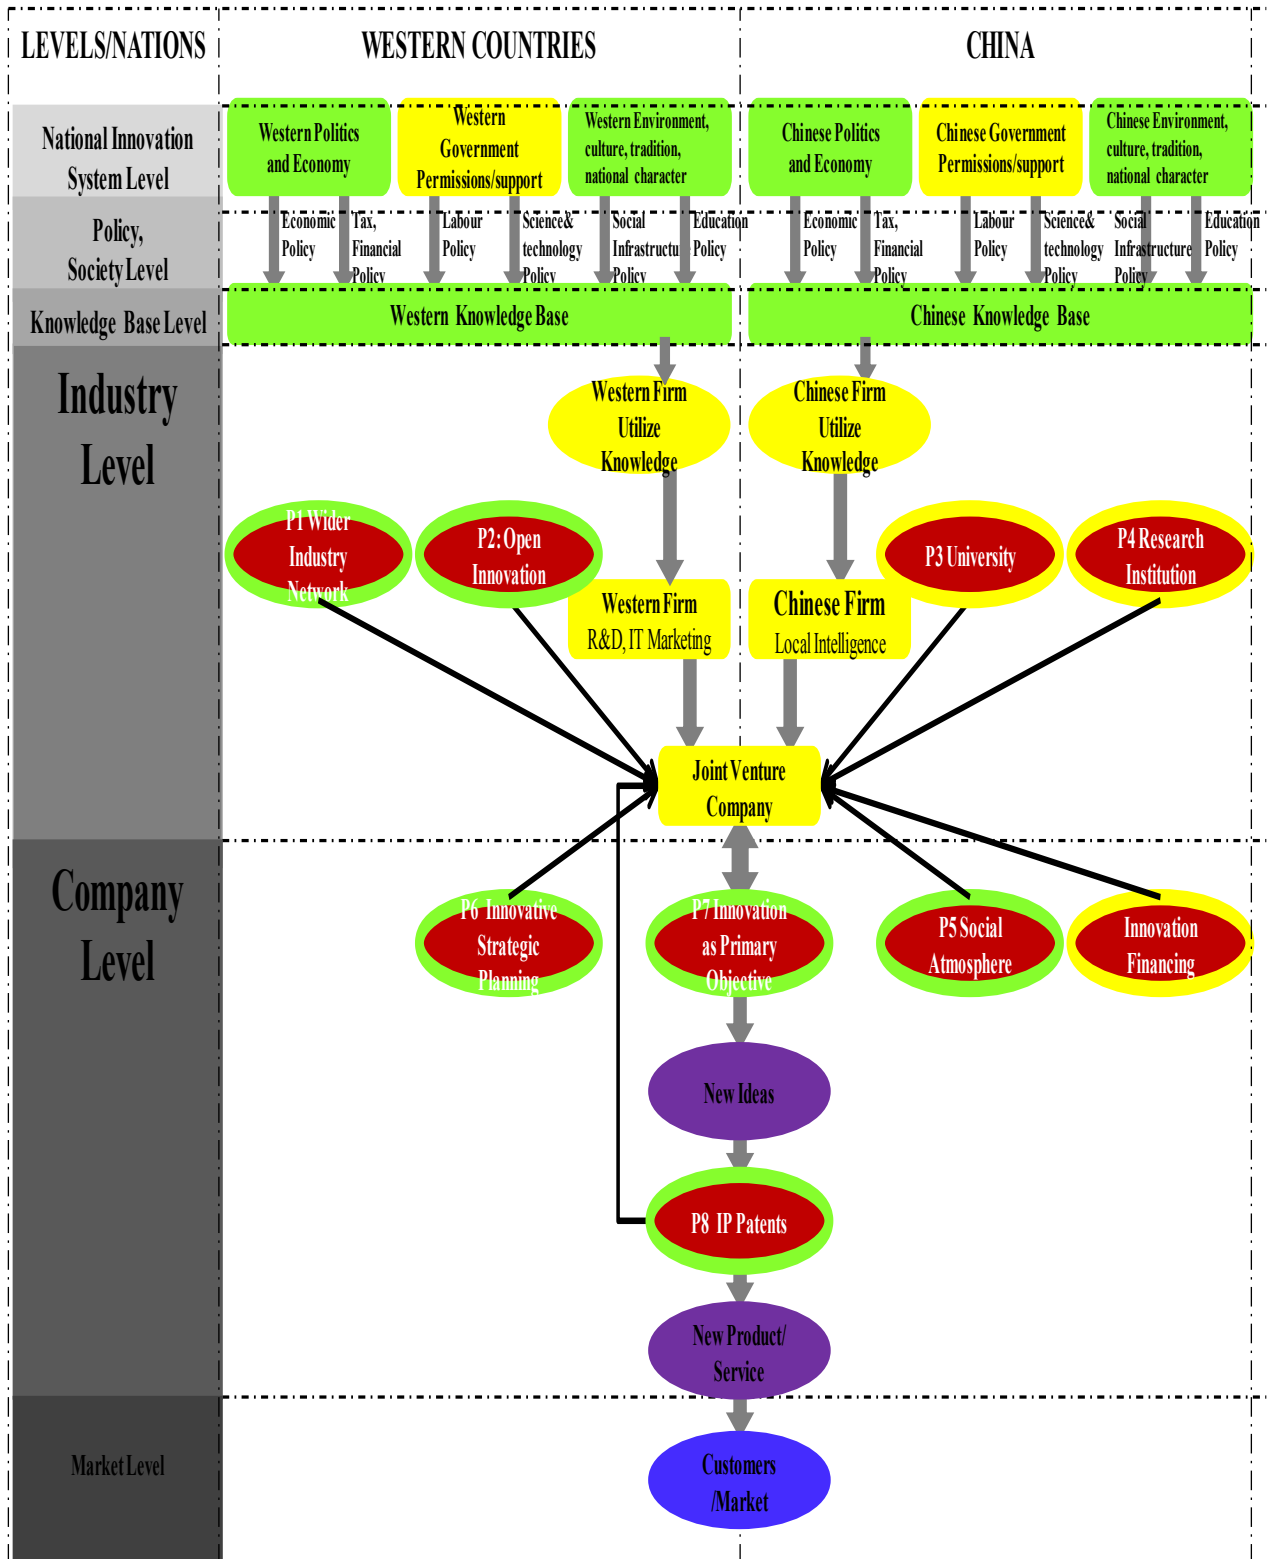 LEVELS/NATIONS
WESTERN COUNTRIES
CHINA
National Innovation
System Level
Western Politics
and Economy
Western
Government
Permissions/support
Western Environment,
culture, tradition,
national character
Chinese Politics
and Economy
Chinese Government
Permissions/support
Chinese Environment,
culture, tradition,
national character
Policy,
Society Level
Economic
Policy
Tax,
Financial
Policy
Labour
Policy
Science&
technology
Policy
Social
Infrastructure
Policy
Education
Policy
Economic
Policy
Tax,
Financial
Policy
Labour
Policy
Science&
technology
Policy
Social
Infrastructure
Policy
Education
Policy
Knowledge Base Level
Western Knowledge Base
Chinese Knowledge Base
Industry
Level
Western Firm
Utilize
Knowledge
Chinese Firm
Utilize
Knowledge
P1 Wider
Industry
Network
P2: Open
Innovation
P3 University
P4 Research
Institution
Western Firm
R&D, IT Marketing
Chinese Firm
Local Intelligence
Joint Venture
Company
Company
Level
P6 Innovative
Strategic
Planning
P7 Innovation
as Primary
Objective
P5 Social
Atmosphere
Innovation
Financing
New Ideas
P8 IP Patents
New Product/
Service
Market Level
Customers
/Market